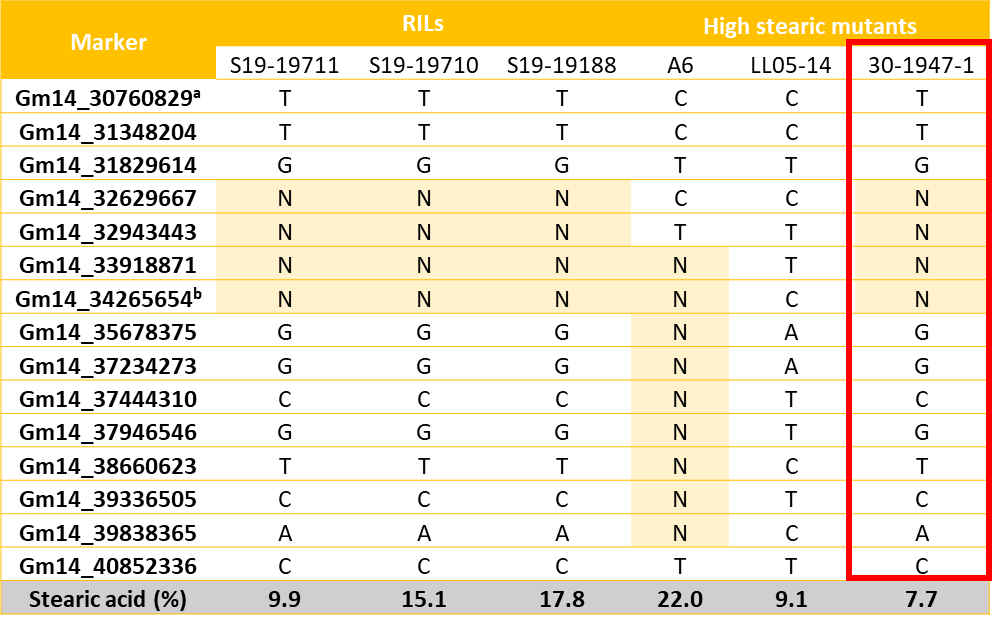 Marker RILs High stearic mutants
S19-19711 S19-19710 S19-19188 A6 LL05-14 30-1947-1
Gm14_30760829ᵃ T T T C C T
Gm14_31348204 T T T C C T
Gm14_31829614 G G G T T G
Gm14_32629667 N N N C C N
Gm14_32943443 N N N T T N
Gm14_33918871 N N N N T N
Gm14_34265654ᵇ N N N N C N
Gm14_35678375 G G G N A G
Gm14_37234273 G G G N A G
Gm14_37444310 C C C N T C
Gm14_37946546 G G G N T G
Gm14_38660623 T T T N C T
Gm14_39336505 C C C N T C
Gm14_39838365 A A A N C A
Gm14_40852336 C C C T T C
Stearic acid (%) 9.9 15.1 17.8 22.0 9.1 7.7